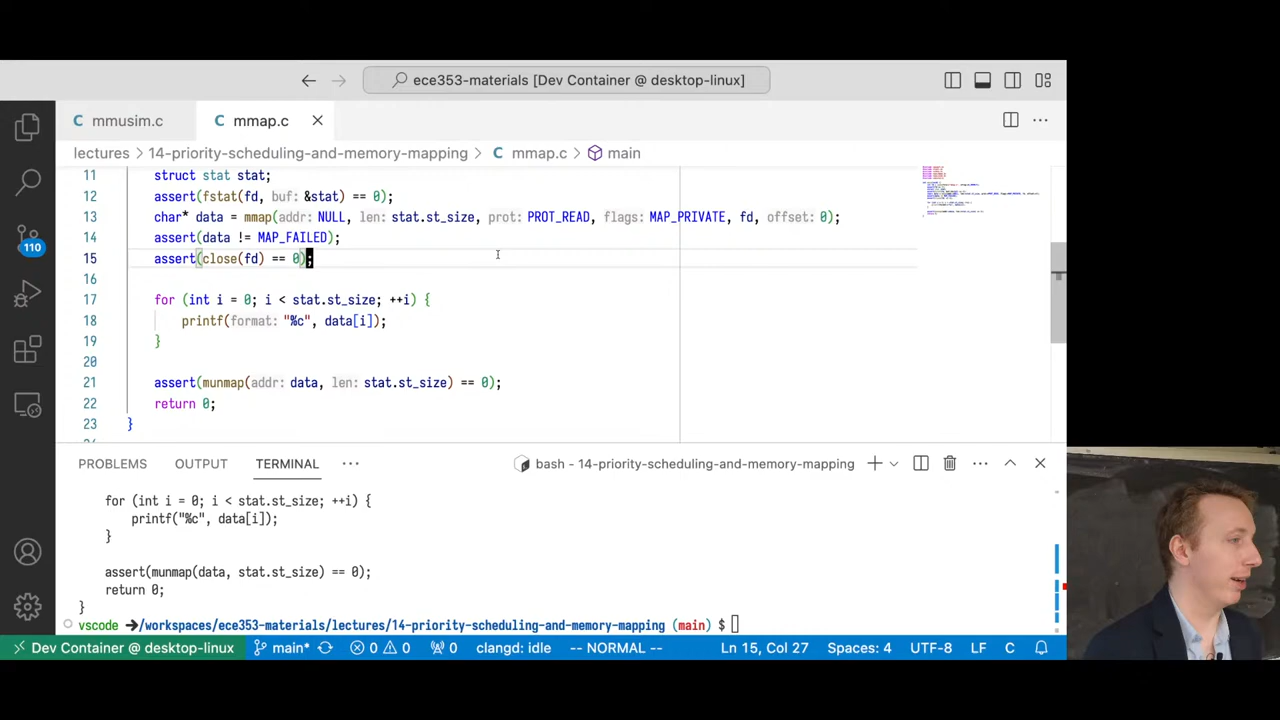 ece353-materials [Dev Container @ desktop-linux]
mmusim.c
mmap.c
lectures > 14-priority-scheduling-and-memory-mapping > C mmap.c > main
11 struct stat stat;
12 assert(fstat(fd, buf: &stat) == 0);
13 char* data = mmap(addr: NULL, len: stat.st_size, prot: PROT_READ, flags: MAP_PRIVATE, fd, offset: 0);
14 assert(data != MAP_FAILED);
15 assert(close(fd) == 0);
16
17 for (int i = 0; i < stat.st_size; ++i) {
18 printf(format: "%c", data[i]);
19 }
20
21 assert(munmap(addr: data, len: stat.st_size) == 0);
22 return 0;
23 }
110
PROBLEMS OUTPUT TERMINAL ···
bash - 14-priority-scheduling-and-memory-mapping
for (int i = 0; i < stat.st_size; ++i) {
printf("%c", data[i]);
}
assert(munmap(data, stat.st_size) == 0);
return 0;
}
vscode → /workspaces/ece353-materials/lectures/14-priority-scheduling-and-memory-mapping (main) $
Dev Container @ desktop-linux main* 0 0 0 clangd: idle -- NORMAL -- Ln 15, Col 27 Spaces: 4 UTF-8 LF C